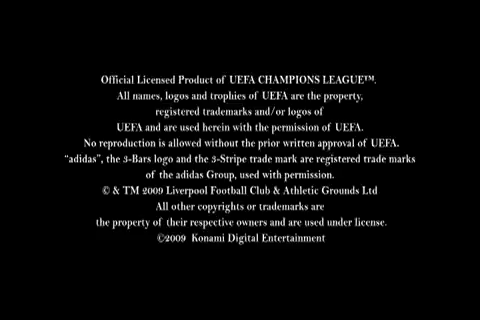 Official Licensed Product of UEFA CHAMPIONS LEAGUE™.
All names, logos and trophies of UEFA are the property,
registered trademarks and/or logos of
UEFA and are used herein with the permission of UEFA.
No reproduction is allowed without the prior written approval of UEFA.
“adidas”, the 3-Bars logo and the 3-Stripe trade mark are registered trade marks
of the adidas Group, used with permission.
© & TM 2009 Liverpool Football Club & Athletic Grounds Ltd
All other copyrights or trademarks are
the property of their respective owners and are used under license.
©2009 Konami Digital Entertainment